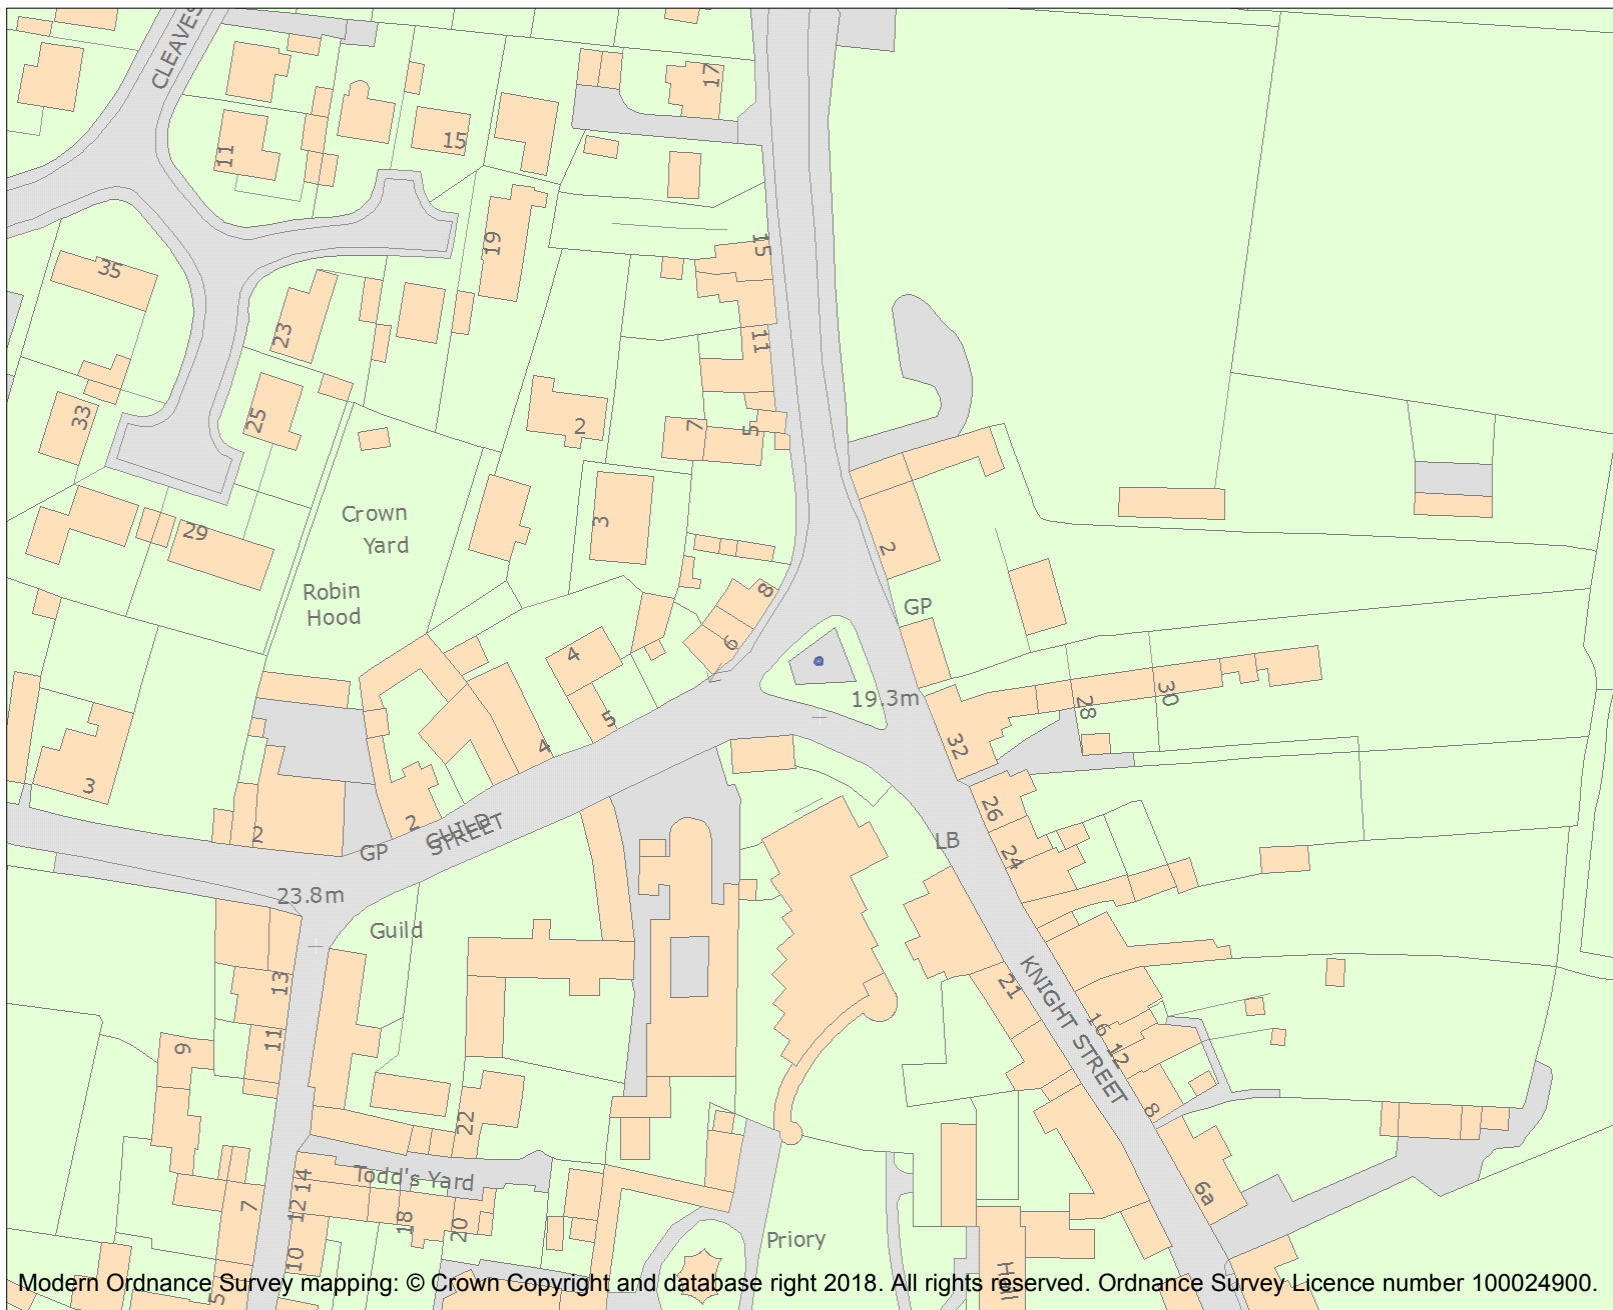 CLEAVES
17
11
15
19
15
35
23
11
33
25
2
7
5
29
Crown
Yard
3
2
Robin
Hood
GP
8
6
4
19.3m
28
30
5
4
32
3
2
2
GUILD
STREET
26
GP
LB
24
23.8m
Guild
13
21
KNIGHT STREET
11
9
16
12
22
8
Todd's Yard
14
12
7
18
20
6a
10
Priory
Hall
5
Modern Ordnance Survey mapping: © Crown Copyright and database right 2018. All rights reserved. Ordnance Survey Licence number 100024900.